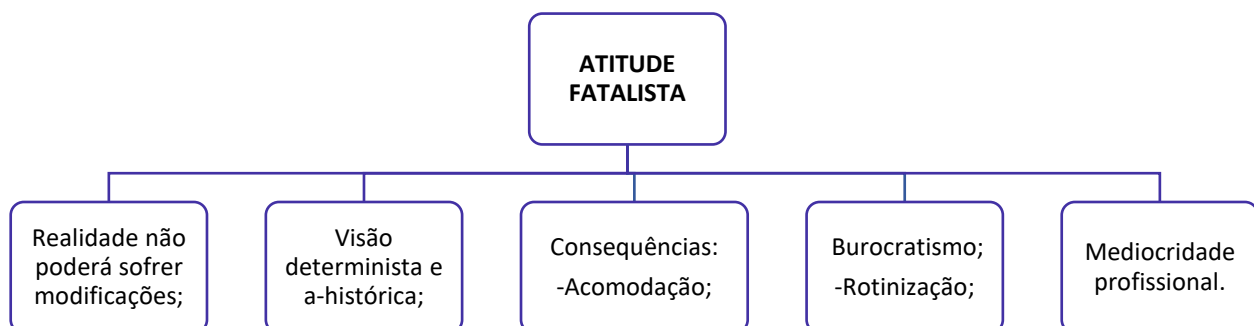 ATITUDE
FATALISTA
Realidade não
poderá sofrer
modificações;
Visão
determinista e
a-histórica;
Consequências:
-Acomodação;
Burocratismo;
-Rotinização;
Mediocridade
profissional.